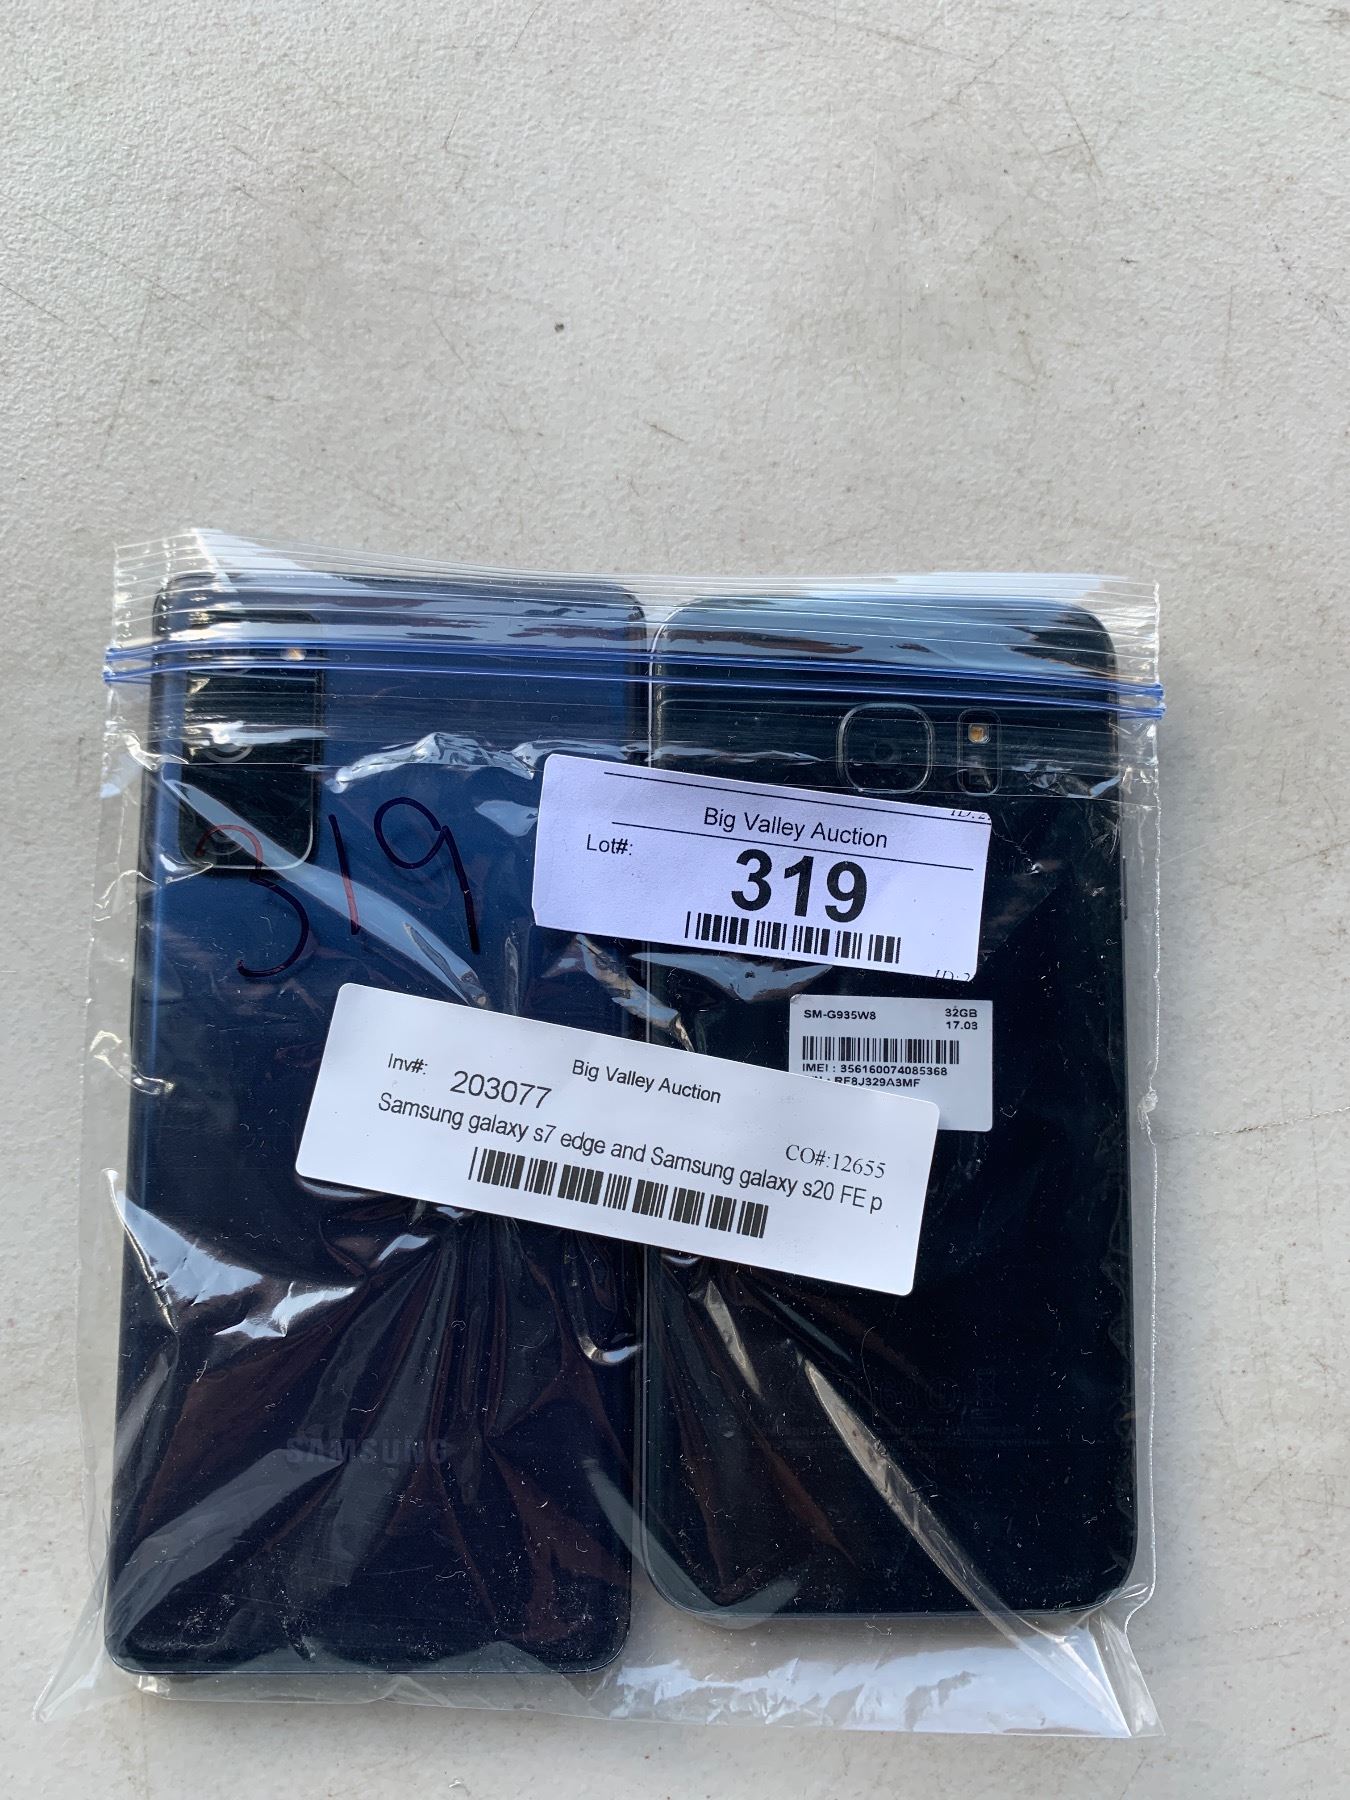 319
Big Valley Auction
Lot#:
319
SM-G935W8
32GB
17.03
IMEI : 356160074085368
RF8J329A3MF
Inv#:
203077
Big Valley Auction
CO#:12655
Samsung galaxy s7 edge and Samsung galaxy s20 FE p
SAMSUNG